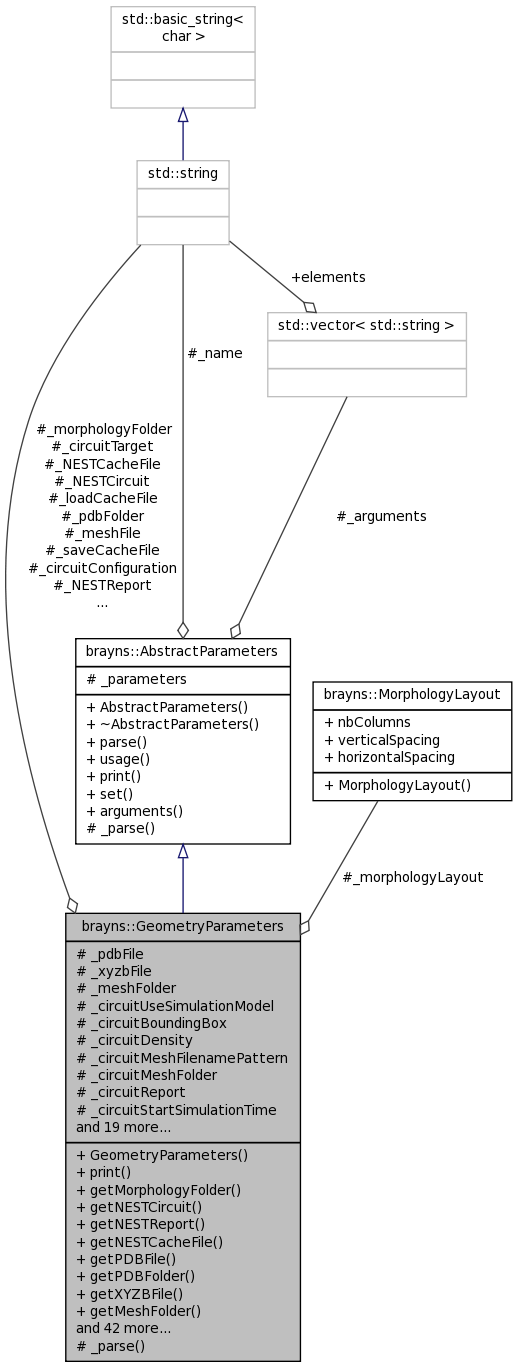 std::basic_string<
char >
std::string
+elements
std::vector< std::string >
#_name
#_morphologyFolder
#_circuitTarget
#_NESTCacheFile
#_NESTCircuit
#_loadCacheFile
#_pdbFolder
#_meshFile
#_saveCacheFile
#_circuitConfiguration
#_NESTReport
...
#_arguments
brayns::AbstractParameters
# _parameters
+ AbstractParameters()
+ ~AbstractParameters()
+ parse()
+ usage()
+ print()
+ set()
+ arguments()
# _parse()
brayns::MorphologyLayout
+ nbColumns
+ verticalSpacing
+ horizontalSpacing
+ MorphologyLayout()
#_morphologyLayout
brayns::GeometryParameters
# _pdbFile
# _xyzbFile
# _meshFolder
# _circuitUseSimulationModel
# _circuitBoundingBox
# _circuitDensity
# _circuitMeshFilenamePattern
# _circuitMeshFolder
# _circuitReport
# _circuitStartSimulationTime
and 19 more...
+ GeometryParameters()
+ print()
+ getMorphologyFolder()
+ getNESTCircuit()
+ getNESTReport()
+ getNESTCacheFile()
+ getPDBFile()
+ getPDBFolder()
+ getXYZBFile()
+ getMeshFolder()
and 42 more...
# _parse()